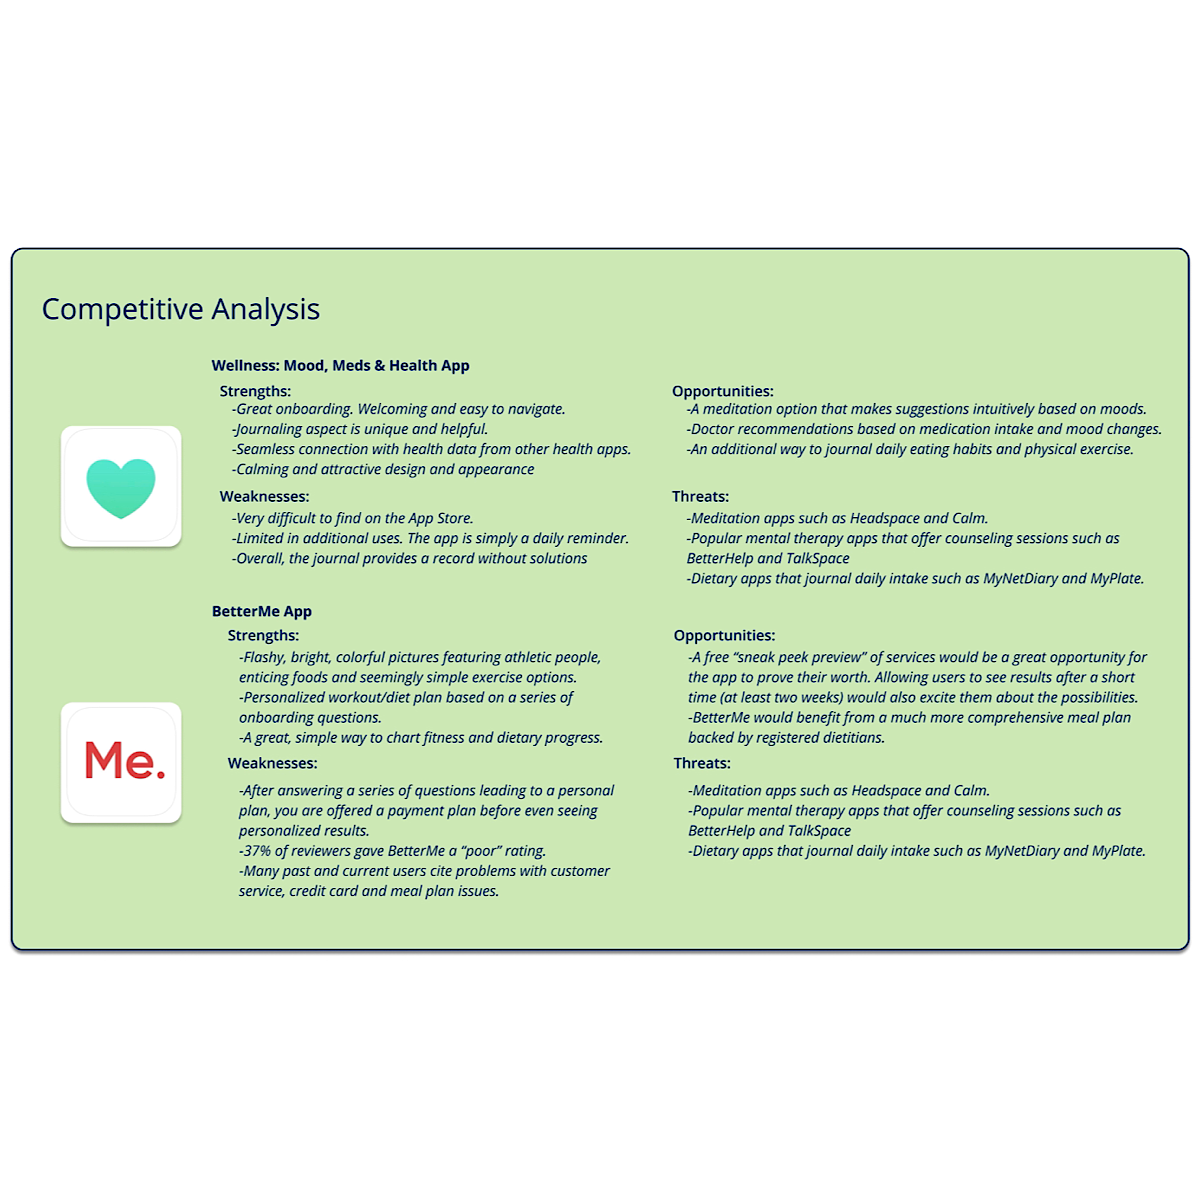 Competitive Analysis
Wellness: Mood, Meds & Health App
Strengths:
-Great onboarding. Welcoming and easy to navigate.
-Journaling aspect is unique and helpful.
-Seamless connection with health data from other health apps.
-Calming and attractive design and appearance
Weaknesses:
-Very difficult to find on the App Store.
-Limited in additional uses. The app is simply a daily reminder.
-Overall, the journal provides a record without solutions
Opportunities:
-A meditation option that makes suggestions intuitively based on moods.
-Doctor recommendations based on medication intake and mood changes.
-An additional way to journal daily eating habits and physical exercise.
Threats:
-Meditation apps such as Headspace and Calm.
-Popular mental therapy apps that offer counseling sessions such as
BetterHelp and TalkSpace
-Dietary apps that journal daily intake such as MyNetDiary and MyPlate.
Me.
BetterMe App
Strengths:
-Flashy, bright, colorful pictures featuring athletic people,
enticing foods and seemingly simple exercise options.
-Personalized workout/diet plan based on a series of
onboarding questions.
-A great, simple way to chart fitness and dietary progress.
Weaknesses:
-After answering a series of questions leading to a personal
plan, you are offered a payment plan before even seeing
personalized results.
-37% of reviewers gave BetterMe a “poor” rating.
-Many past and current users cite problems with customer
service, credit card and meal plan issues.
Opportunities:
-A free “sneak peek preview” of services would be a great opportunity for
the app to prove their worth. Allowing users to see results after a short
time (at least two weeks) would also excite them about the possibilities.
-BetterMe would benefit from a much more comprehensive meal plan
backed by registered dietitians.
Threats:
-Meditation apps such as Headspace and Calm.
-Popular mental therapy apps that offer counseling sessions such as
BetterHelp and TalkSpace
-Dietary apps that journal daily intake such as MyNetDiary and MyPlate.